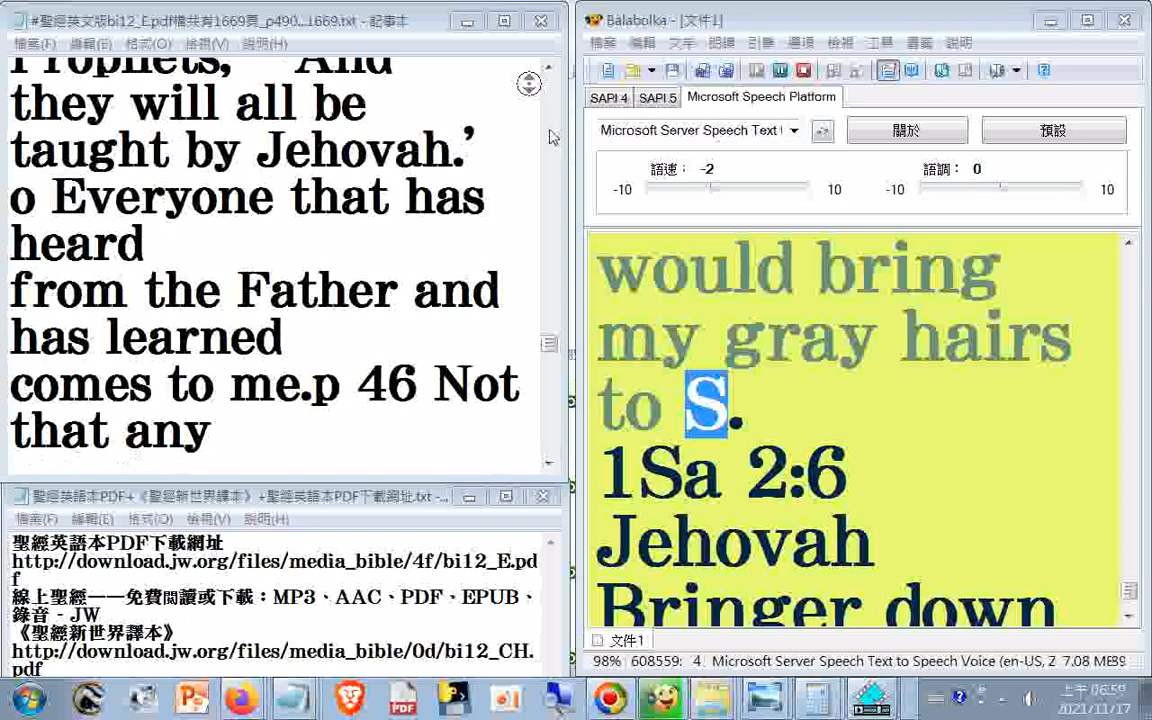 #聖經英文版bi12_E.pdf檔共有1669頁_p490...1669.txt - 記事本
檔案(F) 編輯(E) 格式(O) 檢視(V) 說明(H)
Prophets, 'And
they will all be
taught by Jehovah.’
o Everyone that has
heard
from the Father and
has learned
comes to me.p 46 Not
that any
聖經英語本PDF+《聖經新世界譯本》+聖經英語本PDF下載網址.txt -...
檔案(F) 編輯(E) 格式(O) 檢視(V) 說明(H)
聖經英語本PDF下載網址
http://download.jw.org/files/media_bible/4f/bi12_E.pd
f
線上聖經——免費閱讀或下載：MP3、AAC、PDF、EPUB、
錄音 - JW
《聖經新世界譯本》
http://download.jw.org/files/media_bible/0d/bi12_CH.
pdf
Balabolka - [文件1]
檔案 編輯 文字 朗讀 引擎 選項 檢視 工具 書籤 說明
SAPI 4 SAPI 5 Microsoft Speech Platform
Microsoft Server Speech Text 關於 預設
語速： -2 語調： 0
-10 10 -10 10
would bring
my gray hairs
to S.
1Sa 2:6
Jehovah
Bringer down
文件1
98% 608559: 4 Microsoft Server Speech Text to Speech Voice (en-US, Z 7.08 MB
PDF
上午 06:59
2021/11/17